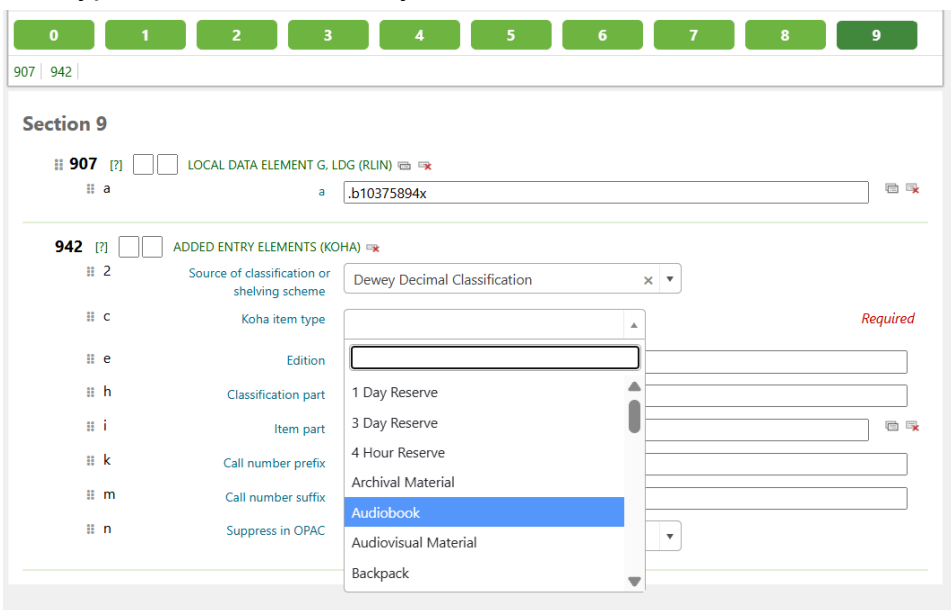 0 1 2 3 4 5 6 7 8 9
907 942
Section 9
907 [?] LOCAL DATA ELEMENT G, LDG (RLIN)
a a .b10375894x
942 [?] ADDED ENTRY ELEMENTS (KOHA)
2 Source of classification or shelving scheme Dewey Decimal Classification ×
c Koha item type Required
e Edition
h Classification part 1 Day Reserve
i Item part 3 Day Reserve
4 Hour Reserve
k Call number prefix
Archival Material
m Call number suffix
Audiobook
n Suppress in OPAC
Audiovisual Material
Backpack